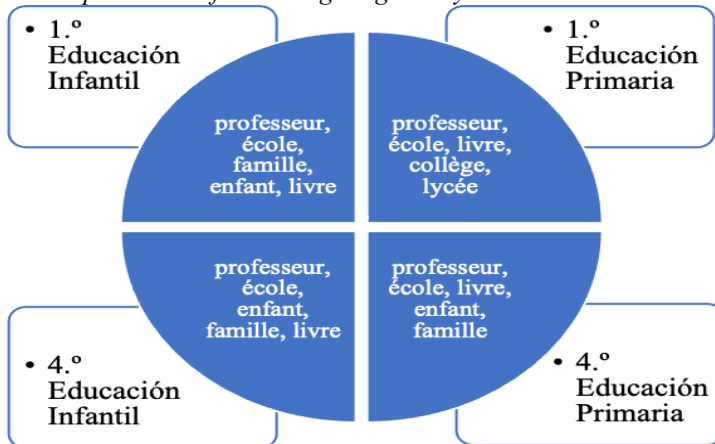 • 1.º
Educación
Infantil
• 1.º
Educación
Primaria
professeur,
école,
famille,
enfant, livre
professeur,
école, livre,
collège,
lycée
professeur,
école,
enfant,
famille, livre
professeur,
école, livre,
enfant,
famille
• 4.º
Educación
Infantil
• 4.º
Educación
Primaria